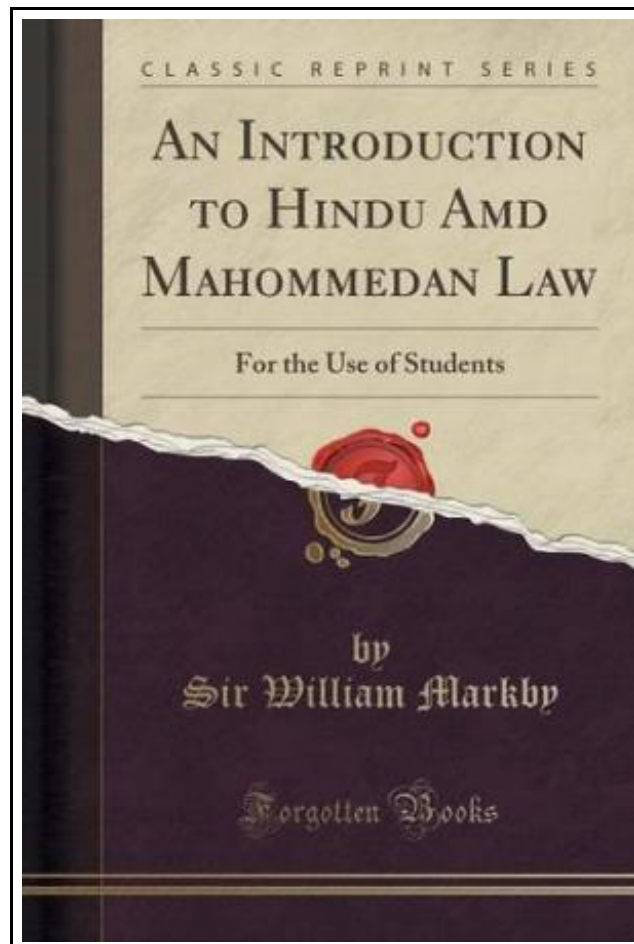 CLASSIC REPRINT SERIES
AN INTRODUCTION
TO HINDU AMD
MAHOMMEDAN LAW
For the Use of Students
by
Sir William Markby
Forgotten Books